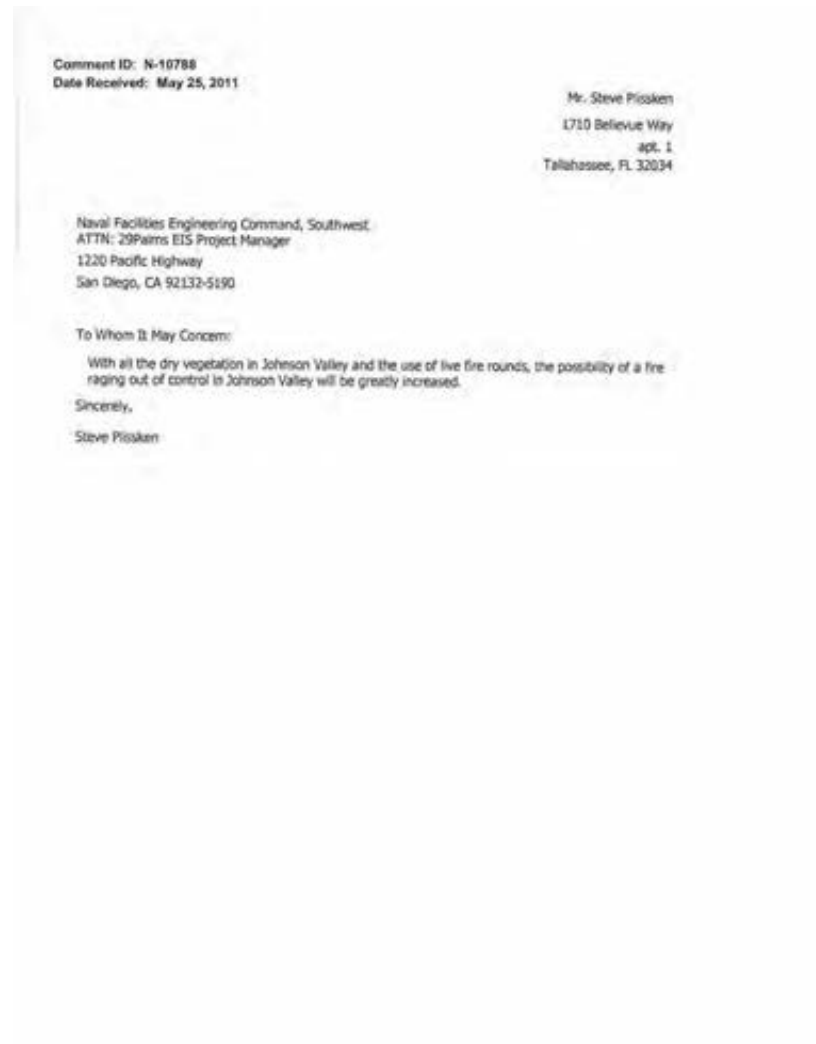 Comment ID: N-10788
Date Received: May 25, 2011
Mr. Steve Plissken
1710 Bellevue Way
apt. 1
Tallahassee, FL 32034
Naval Facilities Engineering Command, Southwest
ATTN: 29Palms EIS Project Manager
1220 Pacific Highway
San Diego, CA 92132-5190
To Whom It May Concern:
With all the dry vegetation in Johnson Valley and the use of live fire rounds, the possibility of a fire
raging out of control in Johnson Valley will be greatly increased.
Sincerely,
Steve Plissken